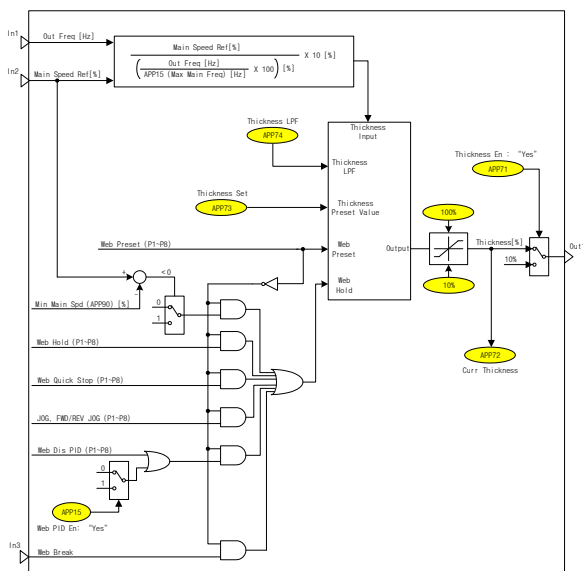 In1
Out Freq [Hz]
In2
Main Speed Ref[%]
Main Speed Ref[%]
Out Freq [Hz]
APP15 (Max Main Freq) [Hz]
X 100
[%]
X 10 [%]
Thickness LPF
APP74
Thickness Set
APP73
Thickness
Input
Thickness
LPF
Thickness
Preset Value
Web
Preset
Web
Hold
Output
Thickness En : "Yes"
APP71
100%
10%
Thickness[%]
10%
Out1
APP72
Curr Thickness
Web Preset (P1~P8)
+
-
<0
Min Main Spd (APP90) [%]
0
1
Web Hold (P1~P8)
Web Quick Stop (P1~P8)
JOG, FWD/REV JOG (P1~P8)
Web Dis PID (P1~P8)
0
1
APP15
Web PID En: "Yes"
In3
Web Break